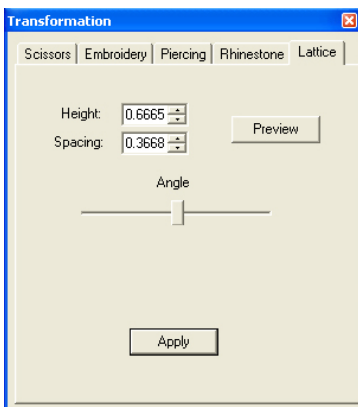 Transformation
Scissors Embroidery Piercing Rhinestone Lattice
Height: 0.6665
Preview
Spacing: 0.3668
Angle
Apply